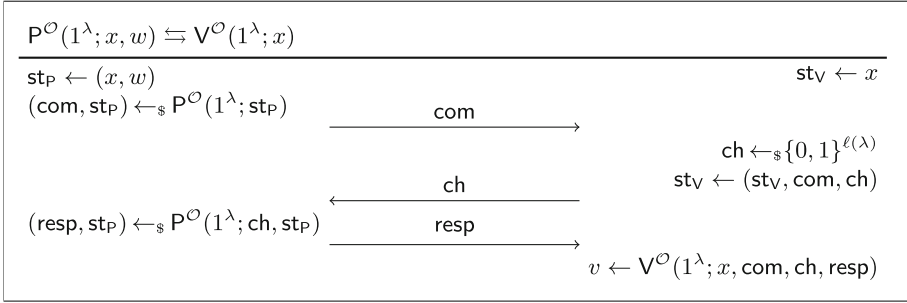 P^O(1^λ; x, w) ⇆ V^O(1^λ; x)
st_P ← (x, w) st_V ← x
(com, st_P) ←$ P^O(1^λ; st_P)
com
ch ←$ {0, 1}^ℓ(λ)
st_V ← (st_V, com, ch)
ch
(resp, st_P) ←$ P^O(1^λ; ch, st_P)
resp
v ← V^O(1^λ; x, com, ch, resp)